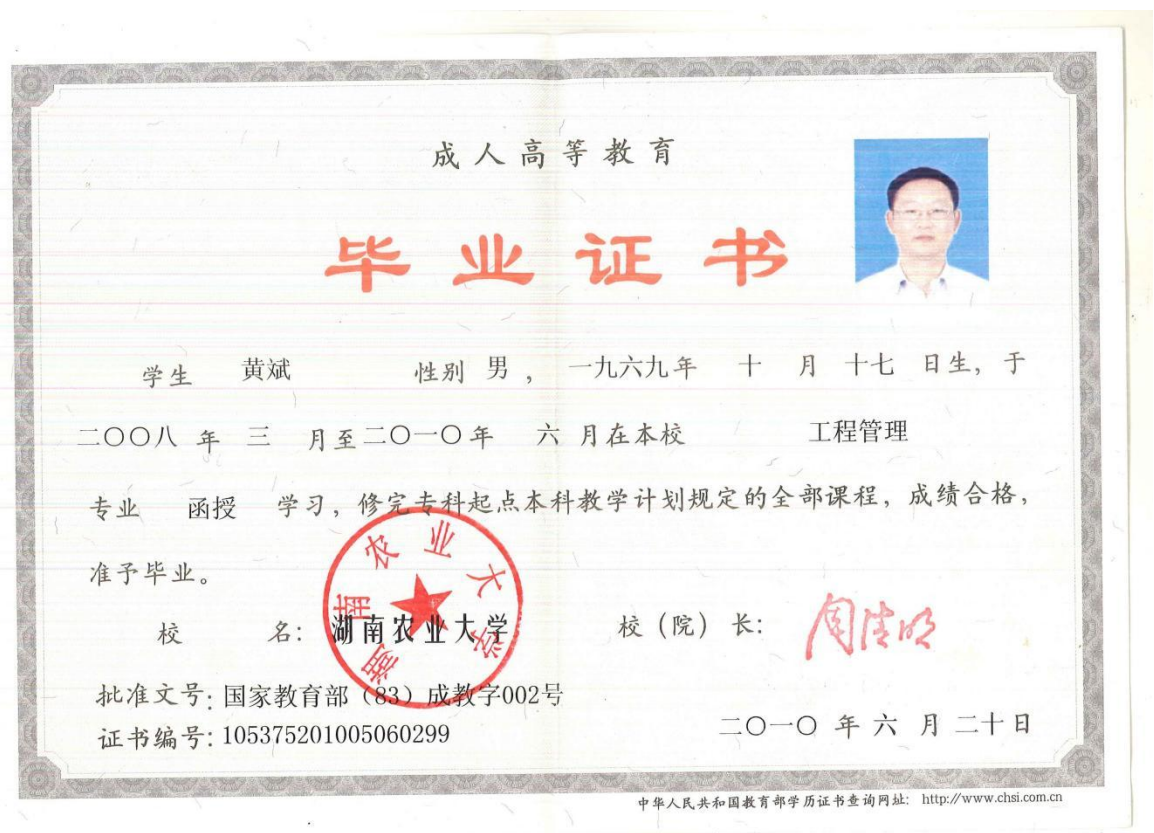 成人高等教育
毕业证书
学生 黄斌 性别 男 , 一九六九年 十 月 十七 日生, 于
二〇〇八 年 三 月至二〇一〇年 六 月在本校 工程管理
专业 函授 学习, 修完专科起点本科教学计划规定的全部课程, 成绩合格,
准予毕业。
湖南农业大学
校 名: 湖南农业大学 校(院)长: 周清明
批准文号: 国家教育部(83)成教字002号
证书编号: 105375201005060299
二〇一〇 年 六 月 二十日
中华人民共和国教育部学历证书查询网址: http://www.chsi.com.cn